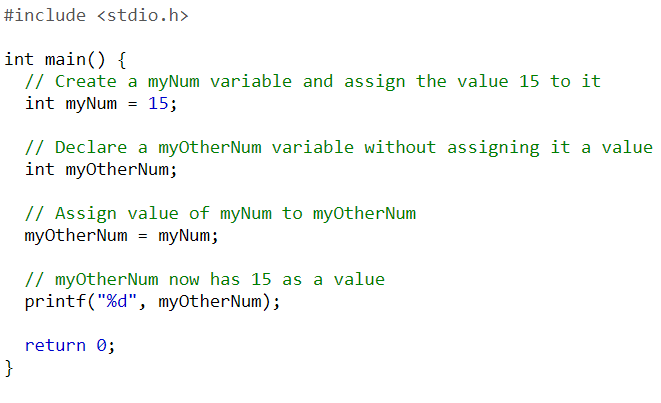 #include <stdio.h>

int main() {
  // Create a myNum variable and assign the value 15 to it
  int myNum = 15;

  // Declare a myOtherNum variable without assigning it a value
  int myOtherNum;

  // Assign value of myNum to myOtherNum
  myOtherNum = myNum;

  // myOtherNum now has 15 as a value
  printf("%d", myOtherNum);

  return 0;
}